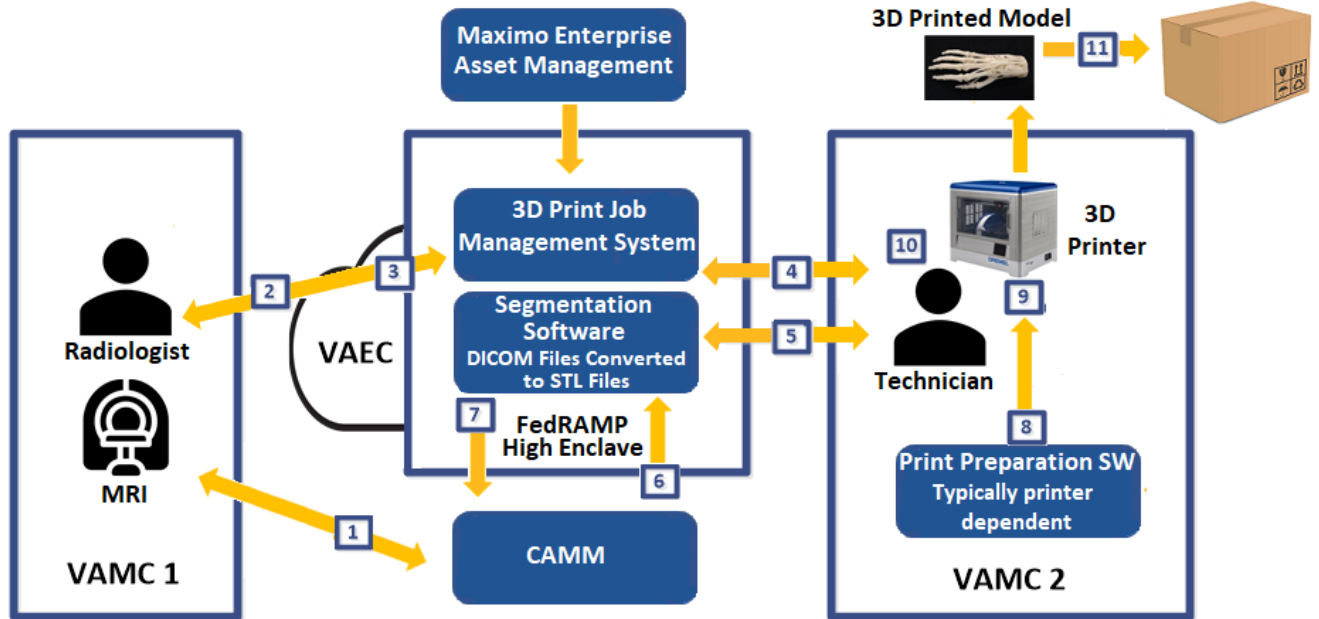 Maximo Enterprise
Asset Management
3D Printed Model
11
3D Print Job
Management System
3D
Printer
10
2
3
4
9
Segmentation
Software
DICOM Files Converted
to STL Files
5
Radiologist
VAEC
Technician
7
FedRAMP
High Enclave
6
8
Print Preparation SW
Typically printer
dependent
MRI
1
CAMM
VAMC 1
VAMC 2